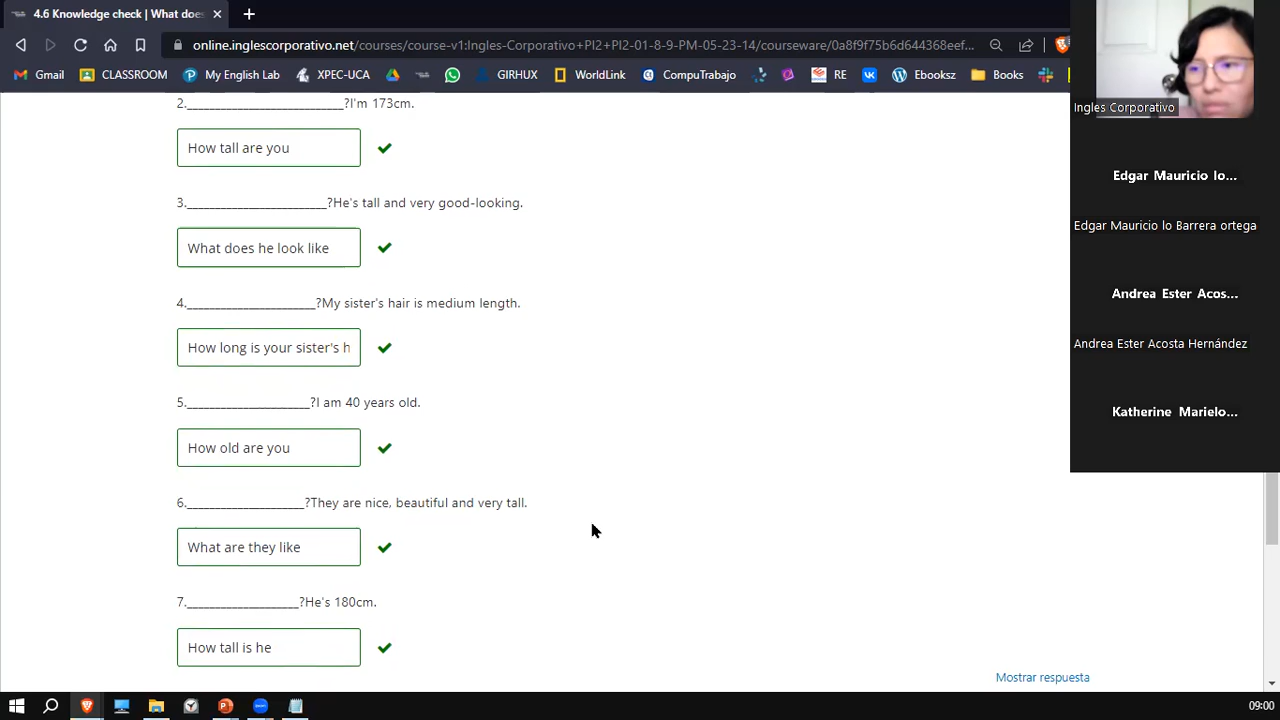 4.6 Knowledge check | What does
online.inglescorporativo.net/courses/course-v1:Ingles-Corporativo+PI2+PI2-01-8-9-PM-05-23-14/courseware/0a8f9f75b6d644368eef...
Gmail CLASSROOM My English Lab XPEC-UCA GIRHUX WorldLink CompuTrabajo RE Ebooksz Books
Ingles Corporativo
Edgar Mauricio lo...
Edgar Mauricio lo Barrera ortega
Andrea Ester Acos...
Andrea Ester Acosta Hernández
Katherine Marielo...
2.__________________________?I'm 173cm.
How tall are you
3.________________________?He's tall and very good-looking.
What does he look like
4.______________________?My sister's hair is medium length.
How long is your sister's h
5._____________________?I am 40 years old.
How old are you
6.____________________?They are nice, beautiful and very tall.
What are they like
7.___________________?He's 180cm.
How tall is he
Mostrar respuesta
09:00